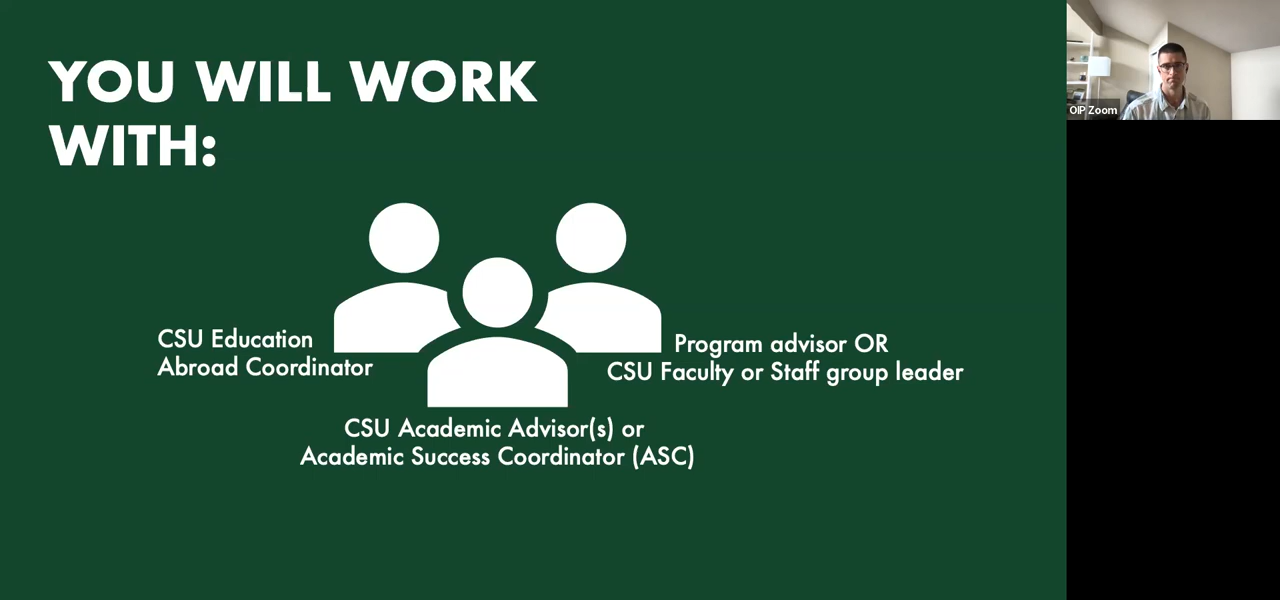 YOU WILL WORK
WITH:
CSU Education
Abroad Coordinator
Program advisor OR
CSU Faculty or Staff group leader
CSU Academic Advisor(s) or
Academic Success Coordinator (ASC)
OIP Zoom